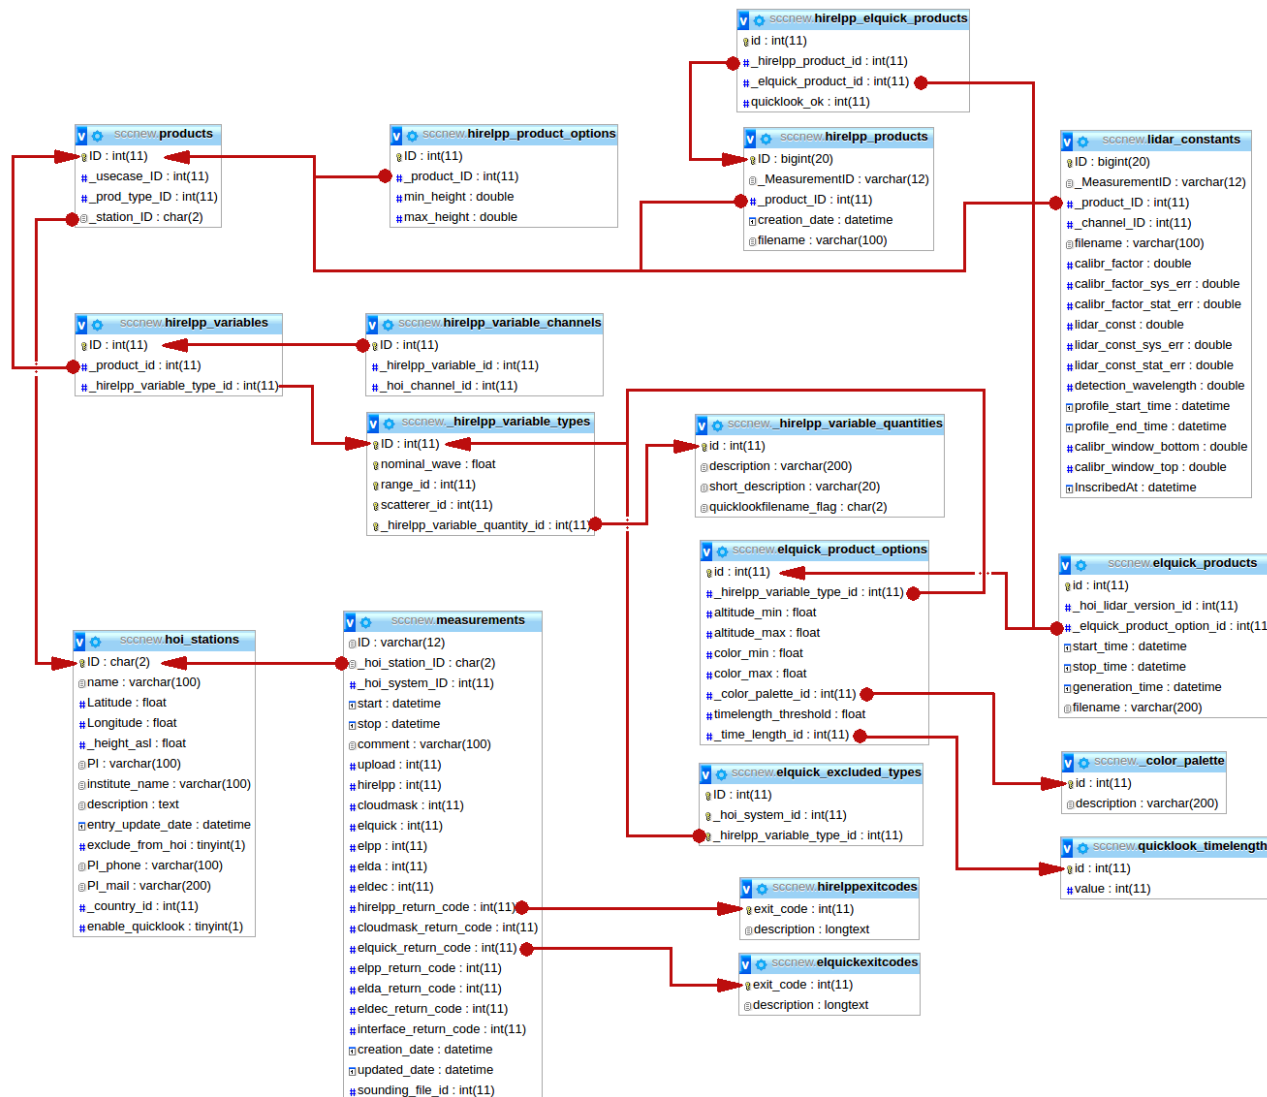 v sccnew.hirelpp_elquick_products
id : int(11)
#_hirelpp_product_id : int(11)
#_elquick_product_id : int(11)
quicklook_ok : int(11)
v sccnew.products
ID : int(11)
#_usecase_ID : int(11)
#_prod_type_ID : int(11)
_station_ID : char(2)
v sccnew.hirelpp_product_options
ID : int(11)
#_product_ID : int(11)
#min_height : double
#max_height : double
v sccnew.hirelpp_products
ID : bigint(20)
_MeasurementID : varchar(12)
#_product_ID : int(11)
creation_date : datetime
filename : varchar(100)
v sccnew.lidar_constants
ID : bigint(20)
_MeasurementID : varchar(12)
#_product_ID : int(11)
#_channel_ID : int(11)
filename : varchar(100)
#calibr_factor : double
#calibr_factor_sys_err : double
#calibr_factor_stat_err : double
#lidar_const : double
#lidar_const_sys_err : double
#lidar_const_stat_err : double
#detection_wavelength : double
profile_start_time : datetime
profile_end_time : datetime
#calibr_window_bottom : double
#calibr_window_top : double
InscribedAt : datetime
v sccnew.hirelpp_variables
ID : int(11)
#_product_id : int(11)
#_hirelpp_variable_type_id : int(11)
v sccnew.hirelpp_variable_channels
ID : int(11)
#_hirelpp_variable_id : int(11)
#_hoi_channel_id : int(11)
v sccnew._hirelpp_variable_types
ID : int(11)
nominal_wave : float
range_id : int(11)
scatterer_id : int(11)
_hirelpp_variable_quantity_id : int(11)
v sccnew._hirelpp_variable_quantities
id : int(11)
description : varchar(200)
short_description : varchar(20)
quicklookfilename_flag : char(2)
v sccnew.elquick_product_options
id : int(11)
#_hirelpp_variable_type_id : int(11)
#altitude_min : float
#altitude_max : float
#color_min : float
#color_max : float
#_color_palette_id : int(11)
#timelength_threshold : float
#_time_length_id : int(11)
v sccnew.elquick_products
id : int(11)
#_hoi_lidar_version_id : int(11)
#_elquick_product_option_id : int(11
start_time : datetime
stop_time : datetime
generation_time : datetime
filename : varchar(200)
v sccnew.hoi_stations
ID : char(2)
name : varchar(100)
#Latitude : float
#Longitude : float
#_height_asl : float
PI : varchar(100)
institute_name : varchar(100)
description : text
entry_update_date : datetime
#exclude_from_hoi : tinyint(1)
PI_phone : varchar(100)
PI_mail : varchar(200)
#_country_id : int(11)
#enable_quicklook : tinyint(1)
v sccnew.measurements
ID : varchar(12)
_hoi_station_ID : char(2)
#_hoi_system_ID : int(11)
start : datetime
stop : datetime
comment : varchar(100)
#upload : int(11)
#hirelpp : int(11)
#cloudmask : int(11)
#elquick : int(11)
#elpp : int(11)
#elda : int(11)
#eldec : int(11)
#hirelpp_return_code : int(11)
#cloudmask_return_code : int(11)
#elquick_return_code : int(11)
#elpp_return_code : int(11)
#elda_return_code : int(11)
#eldec_return_code : int(11)
#interface_return_code : int(11)
creation_date : datetime
updated_date : datetime
#sounding_file_id : int(11)
v sccnew.elquick_excluded_types
ID : int(11)
_hoi_system_id : int(11)
_hirelpp_variable_type_id : int(11)
v sccnew._color_palette
id : int(11)
description : varchar(200)
v sccnew.quicklook_timelength
id : int(11)
#value : int(11)
v sccnew.hirelppexitcodes
exit_code : int(11)
description : longtext
v sccnew.elquickexitcodes
exit_code : int(11)
description : longtext